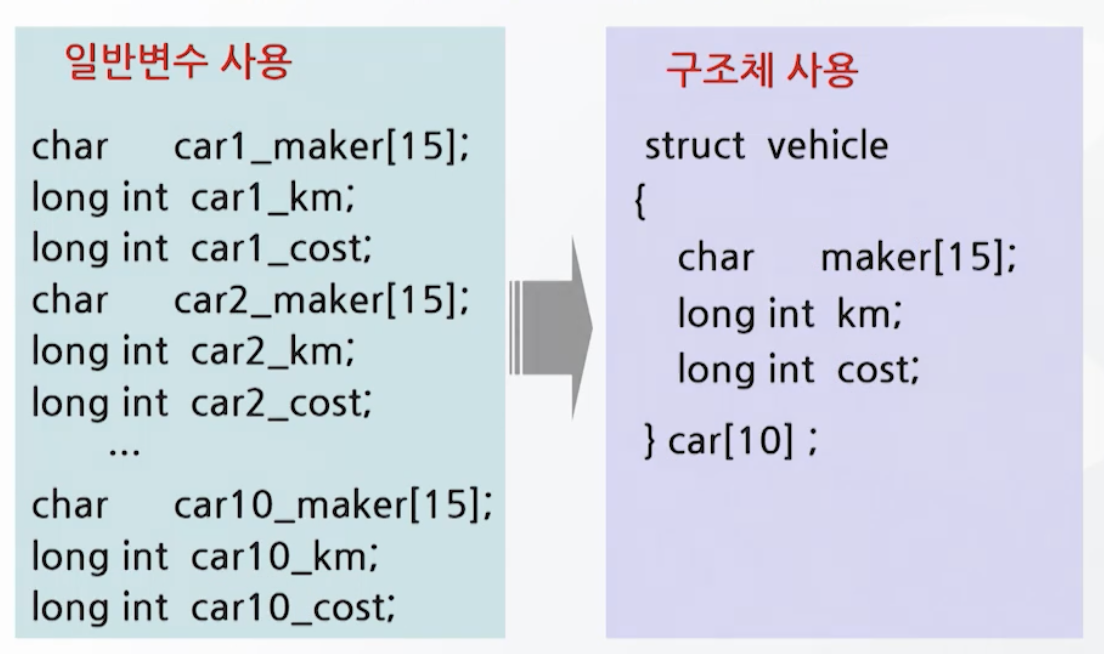 일반변수 사용
char car1_maker[15];
long int car1_km;
long int car1_cost;
char car2_maker[15];
long int car2_km;
long int car2_cost;
...
char car10_maker[15];
long int car10_km;
long int car10_cost;
구조체 사용
struct vehicle
{
char maker[15];
long int km;
long int cost;
} car[10] ;